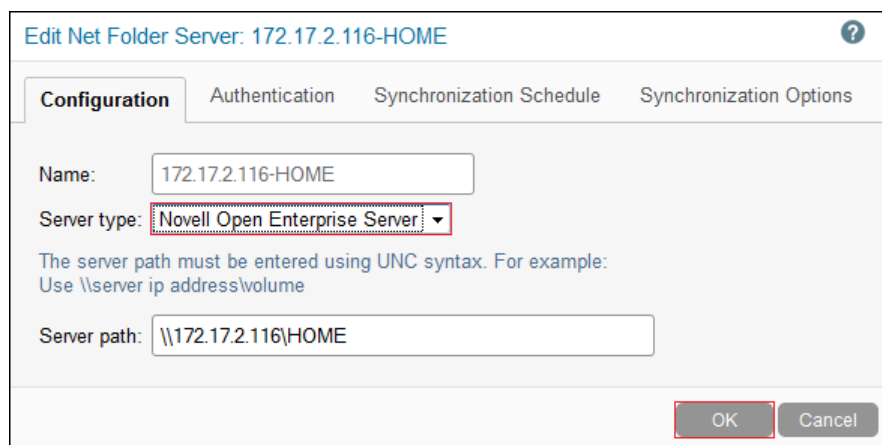 Edit Net Folder Server: 172.17.2.116-HOME ?
Configuration Authentication Synchronization Schedule Synchronization Options
Name: 172.17.2.116-HOME
Server type: Novell Open Enterprise Server
The server path must be entered using UNC syntax. For example:
Use \\server ip address\volume
Server path: \\172.17.2.116\HOME
OK Cancel